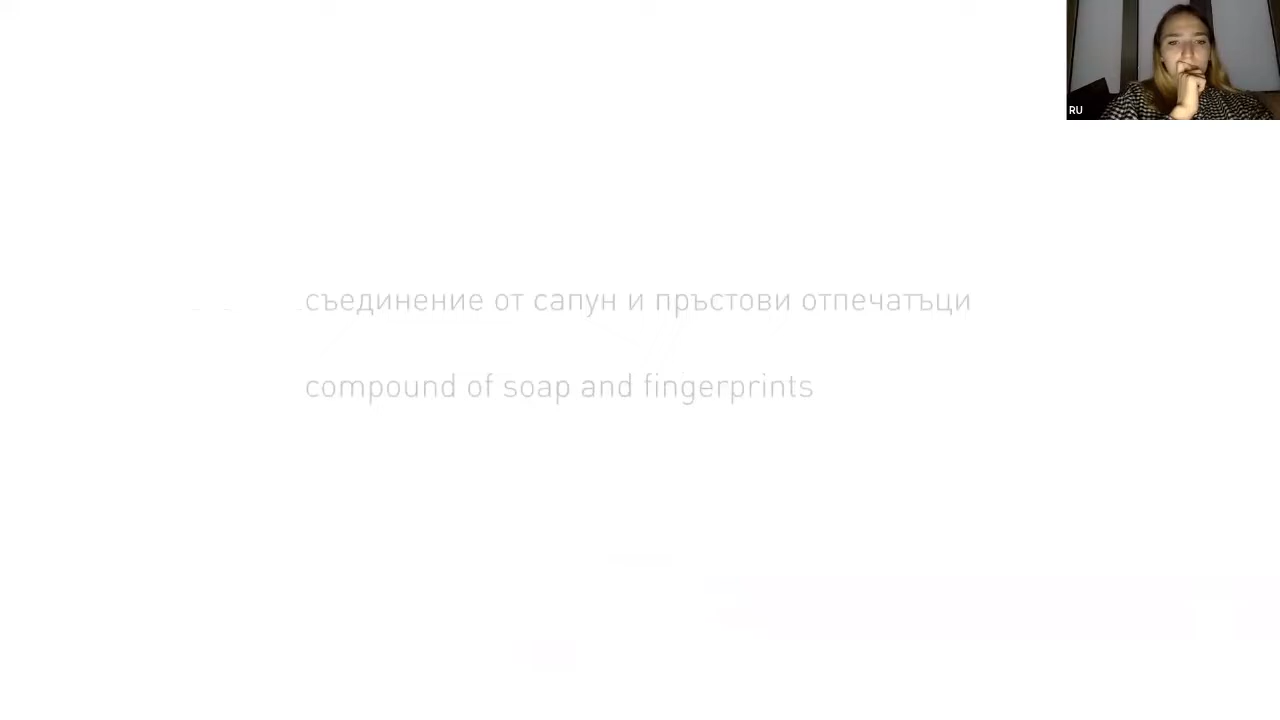 RU
съединение от сапун и пръстови отпечатъци
compound of soap and fingerprints